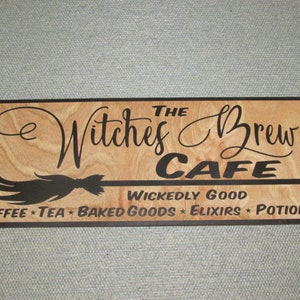 The
Witches Brew
Cafe
Wickedly Good
ffee * Tea * Baked Goods * Elixirs * Potion